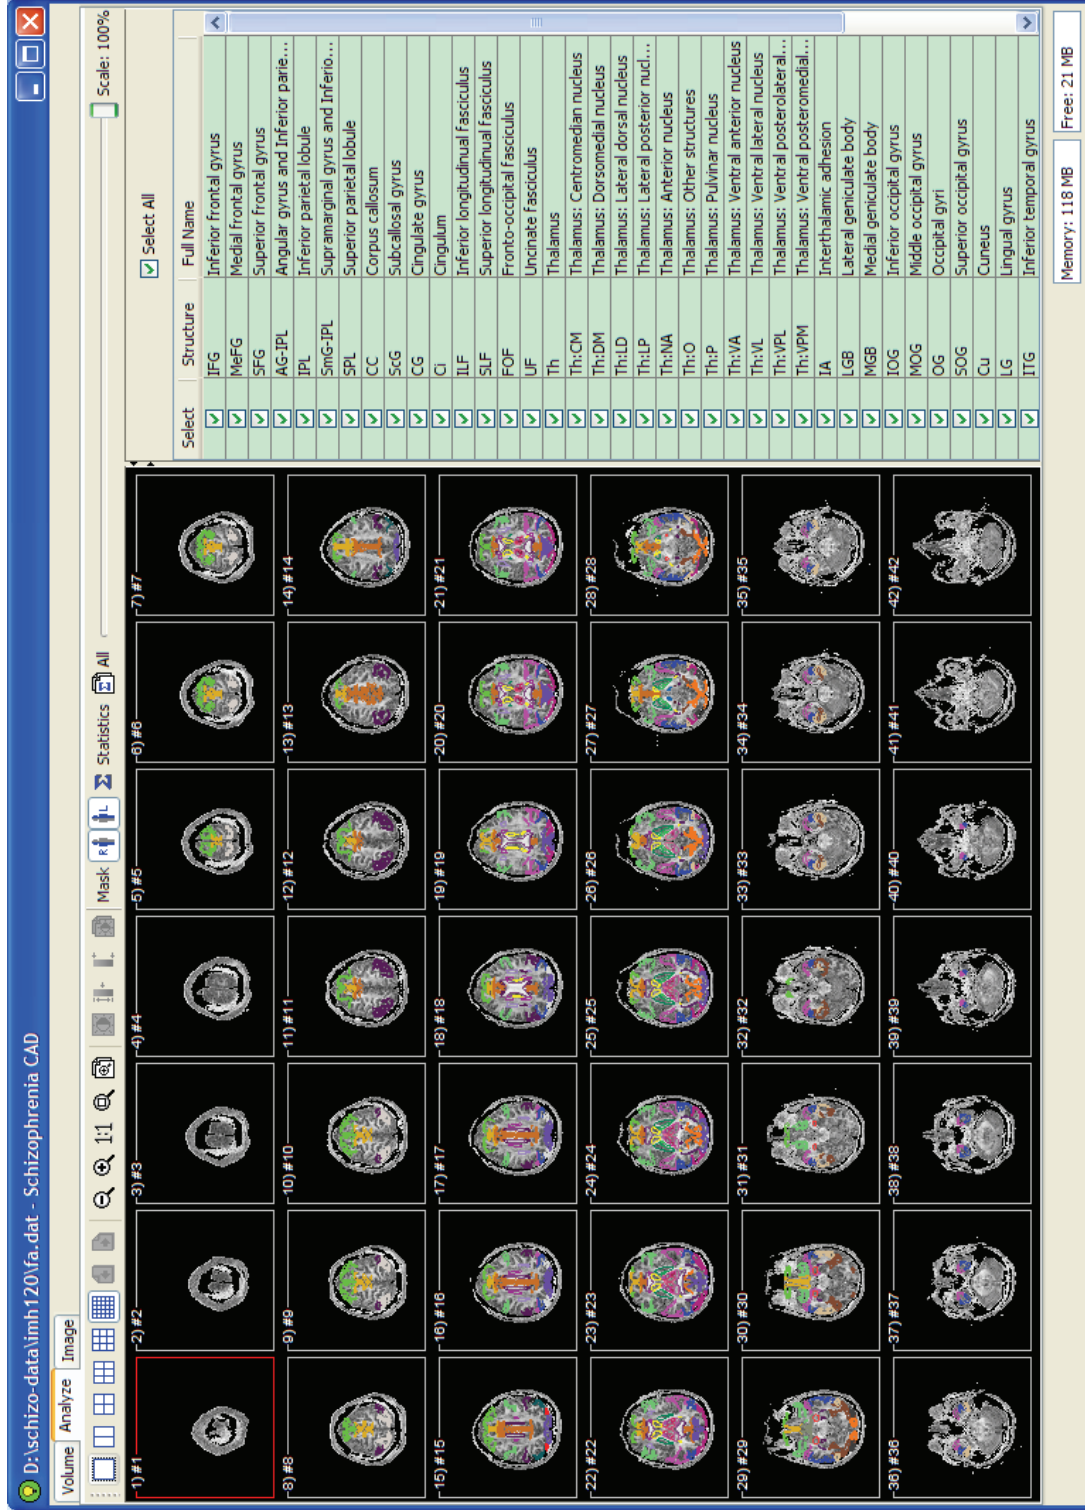 D:\schizo-data\imh120\fa.dat - Schizophrenia CAD
Volume Analyze Image
1:1 Mask R L Statistics All Scale: 100%
1) #1 2) #2 3) #3 4) #4 5) #5 6) #6 7) #7
8) #8 9) #9 10) #10 11) #11 12) #12 13) #13 14) #14
15) #15 16) #16 17) #17 18) #18 19) #19 20) #20 21) #21
22) #22 23) #23 24) #24 25) #25 26) #26 27) #27 28) #28
29) #29 30) #30 31) #31 32) #32 33) #33 34) #34 35) #35
36) #36 37) #37 38) #38 39) #39 40) #40 41) #41 42) #42
Select All
Select Structure Full Name
IFG Inferior frontal gyrus
MeFG Medial frontal gyrus
SFG Superior frontal gyrus
AG-IPL Angular gyrus and Inferior parie...
IPL Inferior parietal lobule
SmG-IPL Supramarginal gyrus and Inferio...
SPL Superior parietal lobule
CC Corpus callosum
ScG Subcallosal gyrus
CG Cingulate gyrus
Ci Cingulum
ILF Inferior longitudinal fasciculus
SLF Superior longitudinual fasciculus
FOF Fronto-occipital fasciculus
UF Uncinate fasciculus
Th Thalamus
Th:CM Thalamus: Centromedian nucleus
Th:DM Thalamus: Dorsomedial nucleus
Th:LD Thalamus: Lateral dorsal nucleus
Th:LP Thalamus: Lateral posterior nucl...
Th:NA Thalamus: Anterior nucleus
Th:O Thalamus: Other structures
Th:P Thalamus: Pulvinar nucleus
Th:VA Thalamus: Ventral anterior nucleus
Th:VL Thalamus: Ventral lateral nucleus
Th:VPL Thalamus: Ventral posterolateral...
Th:VPM Thalamus: Ventral posteromedial...
IA Interthalamic adhesion
LGB Lateral geniculate body
MGB Medial geniculate body
IOG Inferior occipital gyrus
MOG Middle occipital gyrus
OG Occipital gyri
SOG Superior occipital gyrus
Cu Cuneus
LG Lingual gyrus
ITG Inferior temporal gyrus
Memory: 118 MB Free: 21 MB